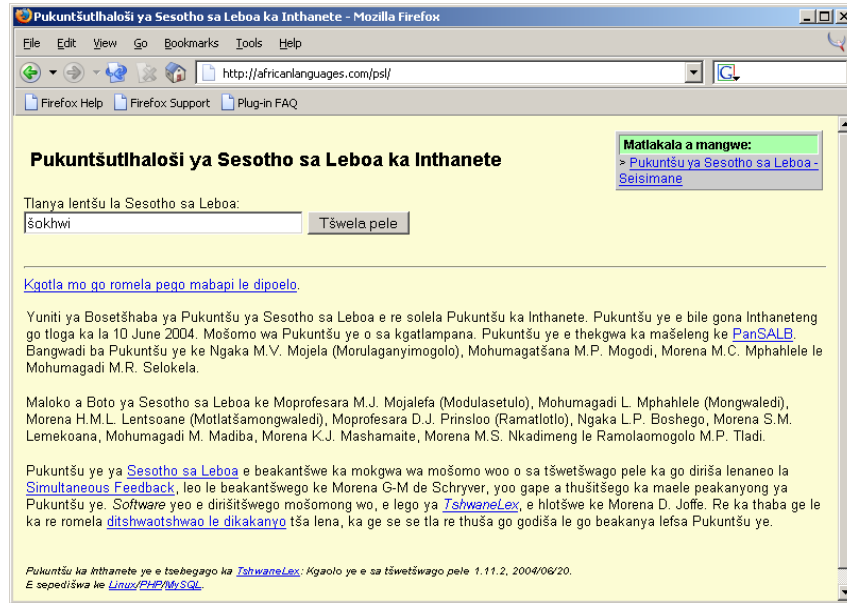 Pukuntšutlhaloši ya Sesotho sa Leboa ka Inthanete - Mozilla Firefox
File Edit View Go Bookmarks Tools Help
http://africanlanguages.com/psl/
G
Firefox Help Firefox Support Plug-in FAQ
Pukuntšutlhaloši ya Sesotho sa Leboa ka Inthanete
Matlakala a mangwe:
> Pukuntšu ya Sesotho sa Leboa -
Seisimane
Tlanya lentšu la Sesotho sa Leboa:
šokhwi Tšwela pele
Kgotla mo go romela pego mabapi le dipoelo.
Yuniti ya Bosetšhaba ya Pukuntšu ya Sesotho sa Leboa e re solela Pukuntšu ka Inthanete. Pukuntšu ye e bile gona Inthaneteng
go tloga ka la 10 June 2004. Mošomo wa Pukuntšu ye o sa kgatlampana. Pukuntšu ye e thekgwa ka mašeleng ke PanSALB.
Bangwadi ba Pukuntšu ye ke Ngaka M.V. Mojela (Morulaganyimogolo), Mohumagatšana M.P. Mogodi, Morena M.C. Mphahlele le
Mohumagadi M.R. Selokela.
Maloko a Boto ya Sesotho sa Leboa ke Moprofesara M.J. Mojalefa (Modulasetulo), Mohumagadi L. Mphahlele (Mongwaledi),
Morena H.M.L. Lentsoane (Motlatšamongwaledi), Moprofesara D.J. Prinsloo (Ramatlotlo), Ngaka L.P. Boshego, Morena S.M.
Lemekoana, Mohumagadi M. Madiba, Morena K.J. Mashamaite, Morena M.S. Nkadimeng le Ramolaomogolo M.P. Tladi.
Pukuntšu ye ya Sesotho sa Leboa e beakantšwe ka mokgwa wa mošomo woo o sa tšwetšwago pele ka go diriša lenaneo la
Simultaneous Feedback, leo le beakantšwego ke Morena G-M de Schryver, yoo gape a thušitšego ka maele peakanyong ya
Pukuntšu ye. Software yeo e dirišitšwego mošomong wo, e lego ya TshwaneLex, e hlotšwe ke Morena D. Joffe. Re ka thaba ge le
ka re romela ditshwaotshwao le dikakanyo tša lena, ka ge se se tla re thuša go godiša le go beakanya lefsa Pukuntšu ye.
Pukuntšu ka Inthanete ye e tsebegago ka TshwaneLex: Kgaolo ye e sa tšwetšwago pele 1.11.2, 2004/06/20.
E sepedišwa ke Linux/PHP/MySQL.